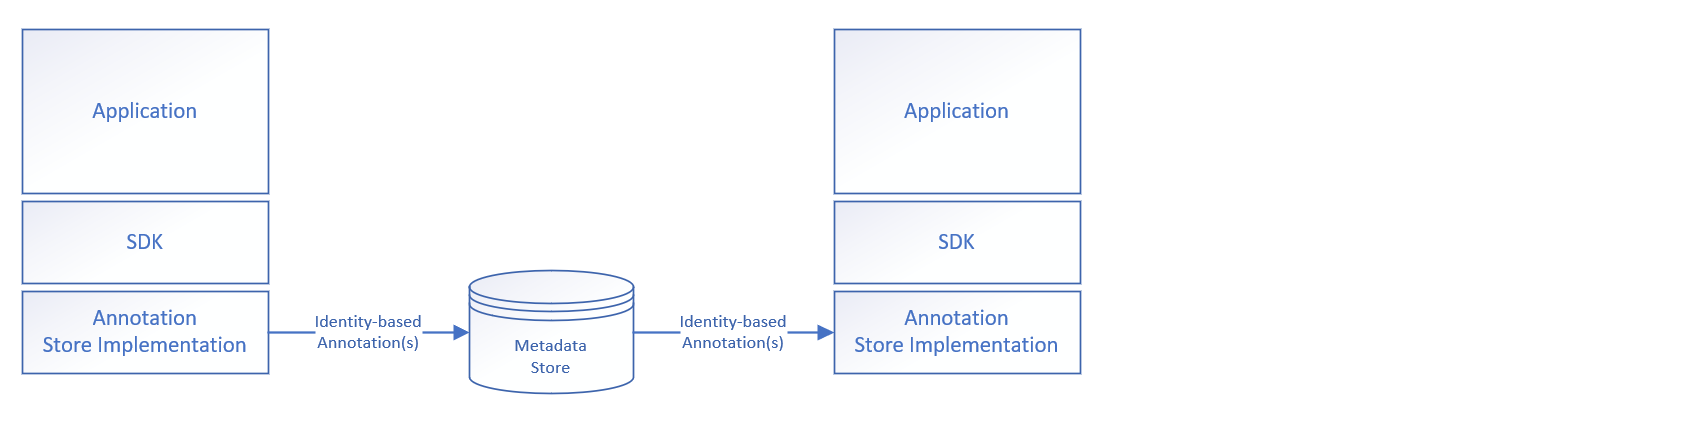 Application
SDK
Annotation
Store Implementation
Identity-based
Annotation(s)
Metadata
Store
Identity-based
Annotation(s)
Application
SDK
Annotation
Store Implementation